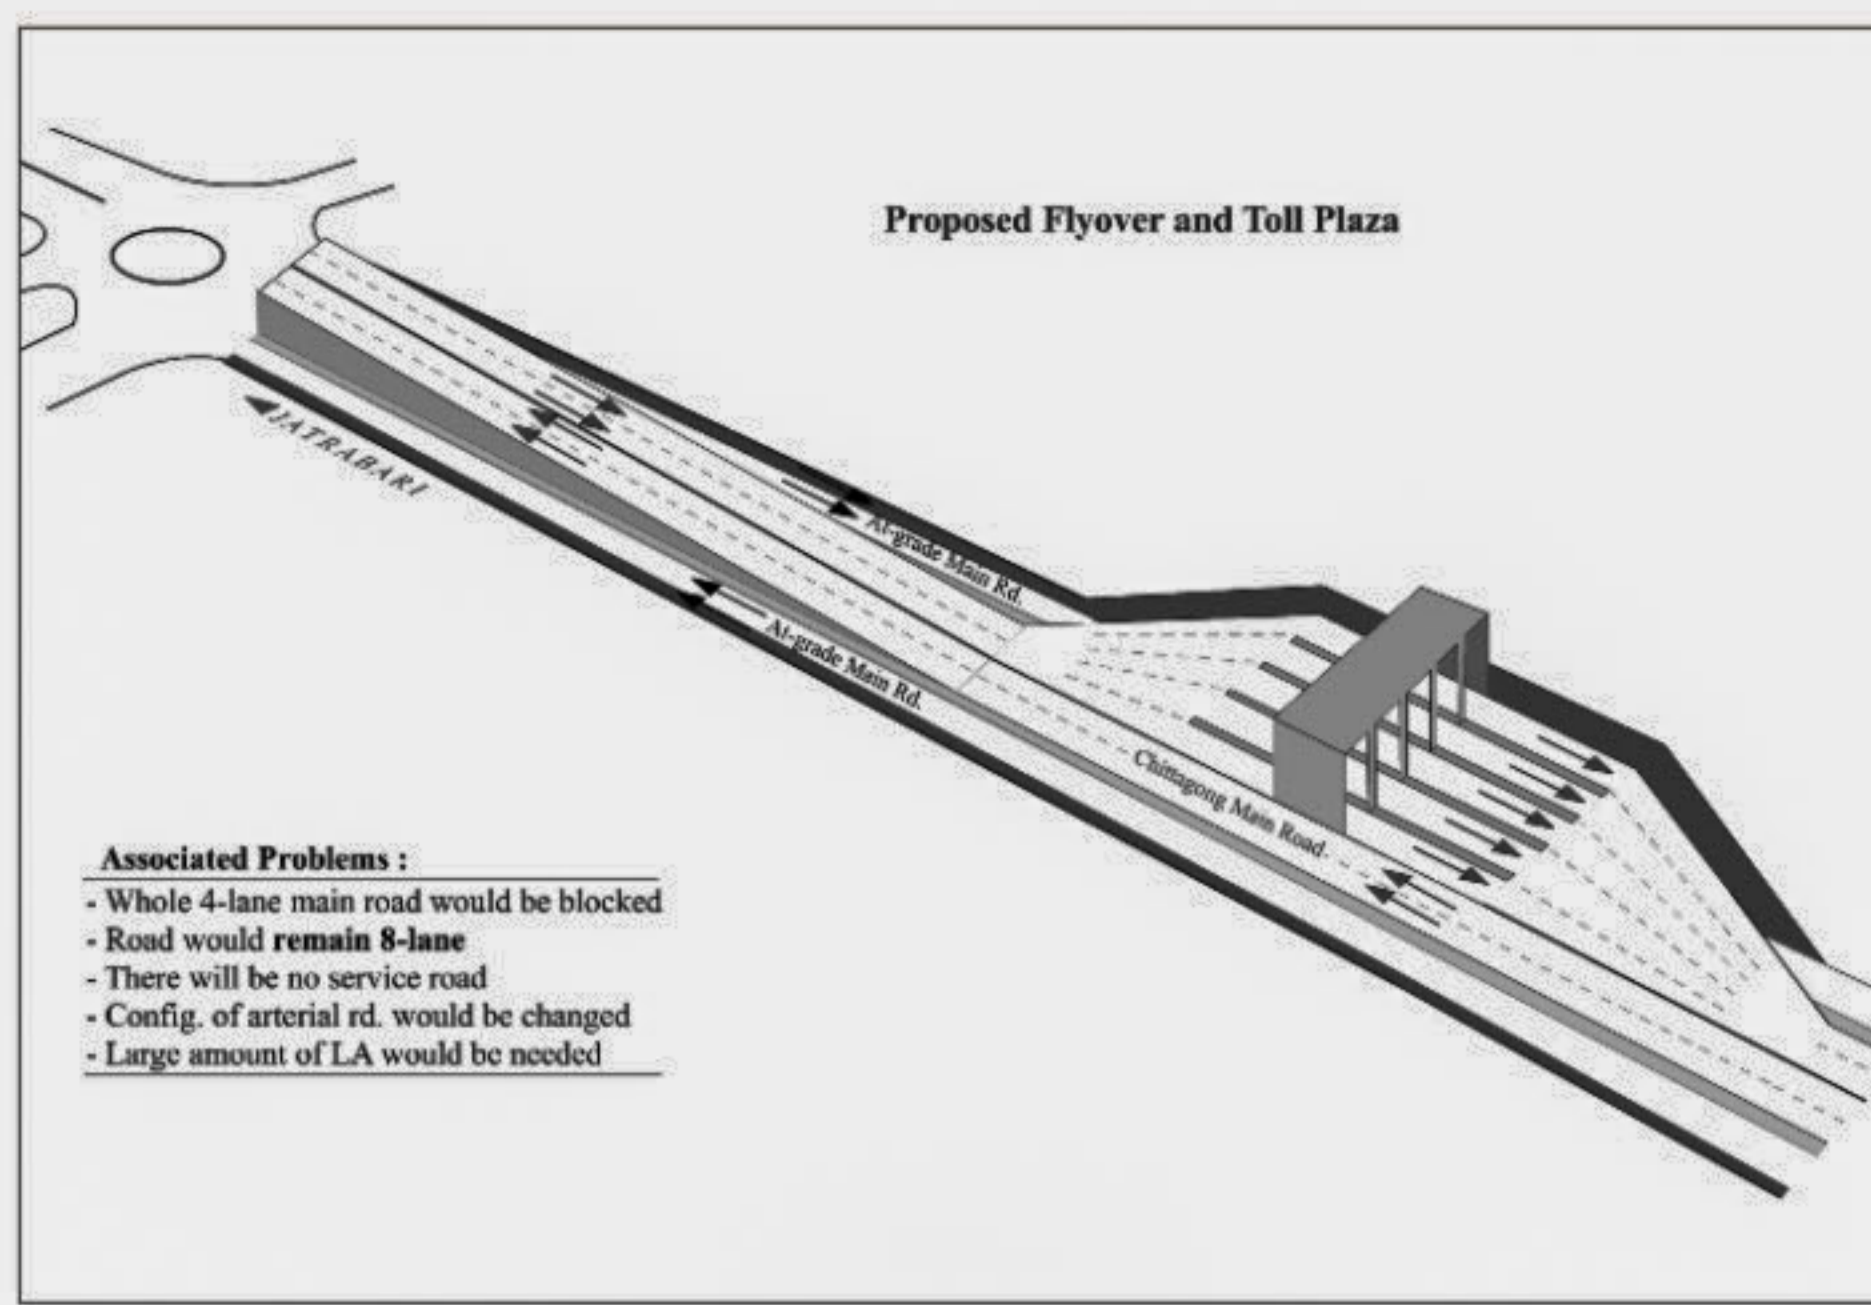 Proposed Flyover and Toll Plaza
JATRABARI
At-grade Main Rd.
At-grade Main Rd.
Chittagong Main Road
Associated Problems :
- Whole 4-lane main road would be blocked
- Road would remain 8-lane
- There will be no service road
- Config. of arterial rd. would be changed
- Large amount of LA would be needed